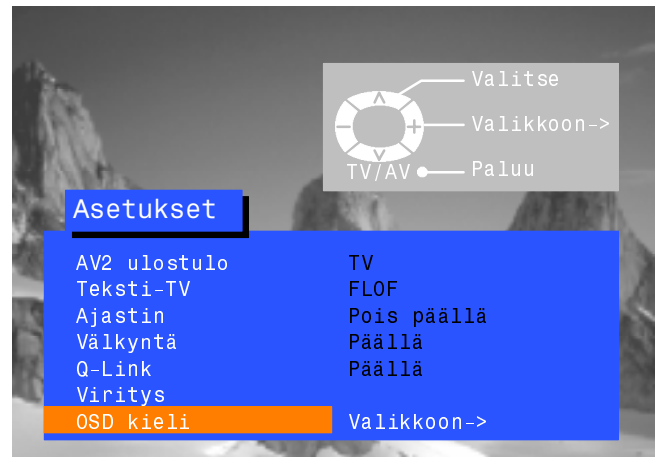 Valitse
Valikkoon->
TV/AV Paluu
Asetukset
AV2 ulostulo TV
Teksti-TV FLOF
Ajastin Pois päällä
Välkyntä Päällä
Q-Link Päällä
Viritys
OSD kieli Valikkoon->